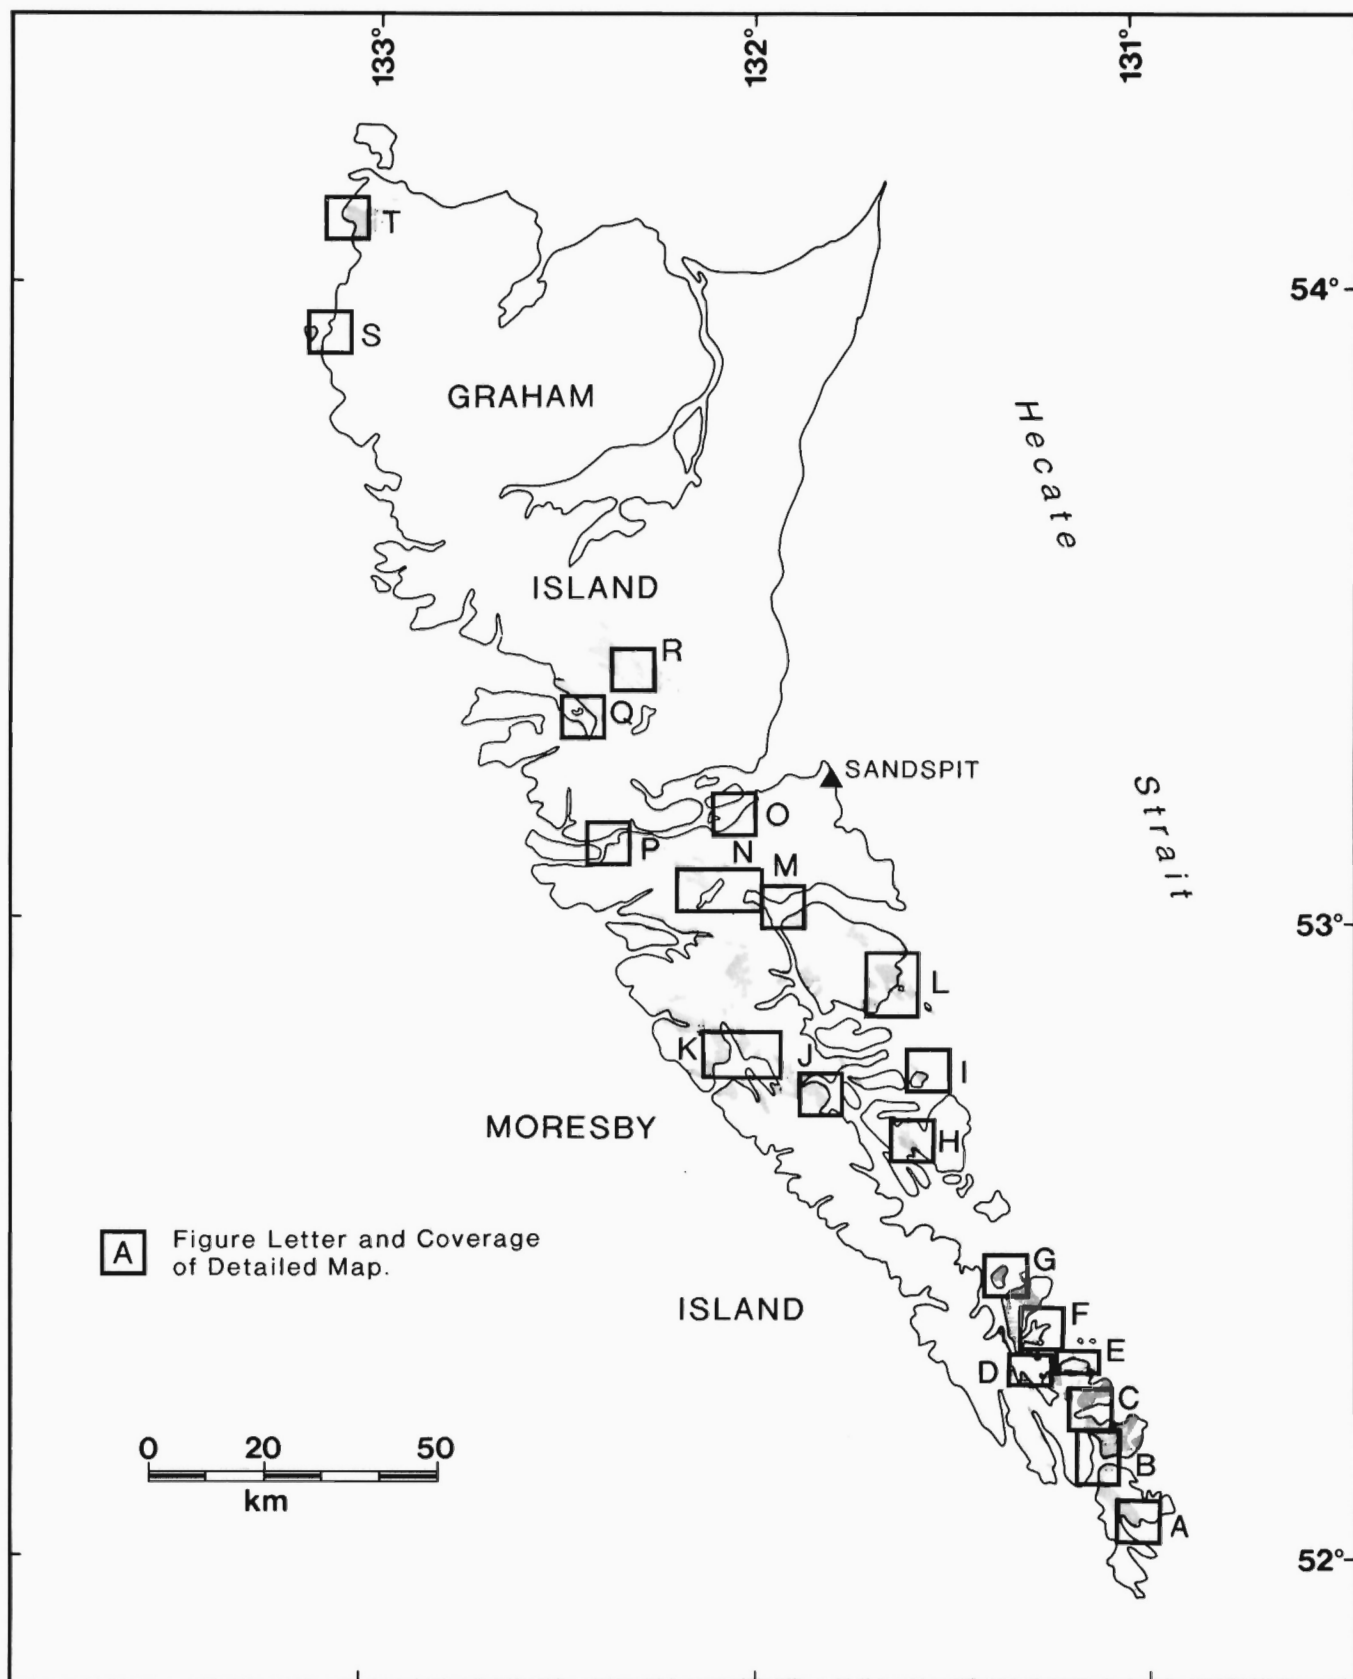 133°
132°
131°
T
54°
S
GRAHAM
Hecate
ISLAND
R
Q
SANDSPIT
Strait
O
P
N
M
53°
L
K
J
I
MORESBY
H
A
Figure Letter and Coverage
of Detailed Map.
G
ISLAND
F
E
D
C
0 20 50
km
B
A
52°